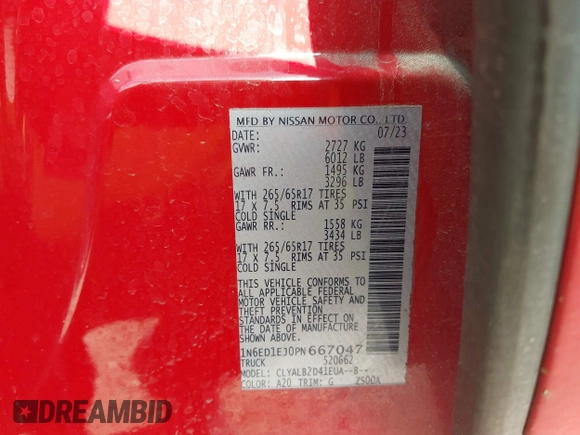 MFD BY NISSAN MOTOR CO., LTD
DATE: 07/23
GVWR: 2727 KG
6012 LB
GAWR FR.: 1495 KG
3296 LB
WITH 265/65R17 TIRES
17 X 7.5 RIMS AT 35 PSI
COLD SINGLE
GAWR RR.: 1558 KG
3434 LB
WITH 265/65R17 TIRES
17 X 7.5 RIMS AT 35 PSI
COLD SINGLE
THIS VEHICLE CONFORMS TO
ALL APPLICABLE FEDERAL
MOTOR VEHICLE SAFETY AND
THEFT PREVENTION
STANDARDS IN EFFECT ON
THE DATE OF MANUFACTURE
SHOWN ABOVE.
1N6ED1EJ0PN667047
TRUCK 520662
MODEL: CLYALB2D41EUA--B--
COLOR: A20 TRIM: G Z500A
DREAMBID